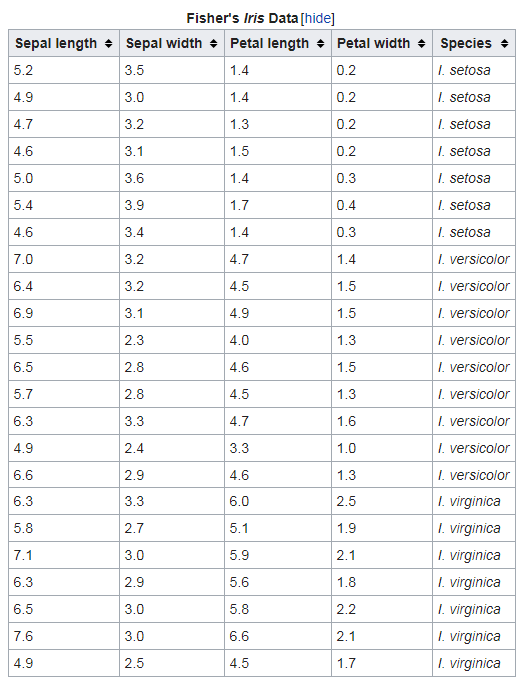 Fisher's Iris Data[hide]
Sepal length Sepal width Petal length Petal width Species
5.2 3.5 1.4 0.2 I. setosa
4.9 3.0 1.4 0.2 I. setosa
4.7 3.2 1.3 0.2 I. setosa
4.6 3.1 1.5 0.2 I. setosa
5.0 3.6 1.4 0.3 I. setosa
5.4 3.9 1.7 0.4 I. setosa
4.6 3.4 1.4 0.3 I. setosa
7.0 3.2 4.7 1.4 I. versicolor
6.4 3.2 4.5 1.5 I. versicolor
6.9 3.1 4.9 1.5 I. versicolor
5.5 2.3 4.0 1.3 I. versicolor
6.5 2.8 4.6 1.5 I. versicolor
5.7 2.8 4.5 1.3 I. versicolor
6.3 3.3 4.7 1.6 I. versicolor
4.9 2.4 3.3 1.0 I. versicolor
6.6 2.9 4.6 1.3 I. versicolor
6.3 3.3 6.0 2.5 I. virginica
5.8 2.7 5.1 1.9 I. virginica
7.1 3.0 5.9 2.1 I. virginica
6.3 2.9 5.6 1.8 I. virginica
6.5 3.0 5.8 2.2 I. virginica
7.6 3.0 6.6 2.1 I. virginica
4.9 2.5 4.5 1.7 I. virginica